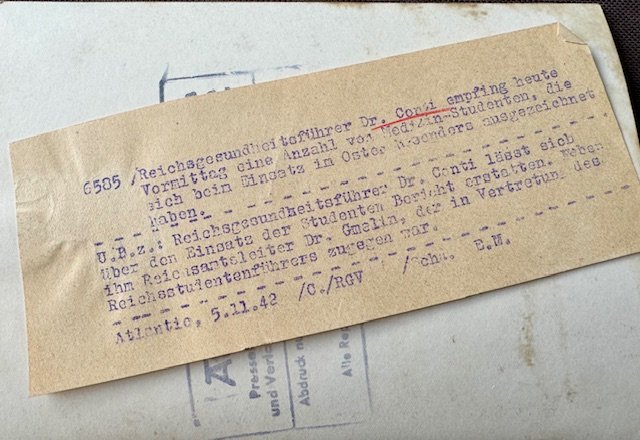 6585 /Reichsgesundheitsführer Dr. Conti empfing heute
Vormittag eine Anzahl von Medizin-Studenten, die
sich beim Einsatz im Osten besonders ausgezeichnet
haben.
U.B.z.: Reichsgesundheitsführer Dr. Conti lässt sich
über den Einsatz der Studenten Bericht erstatten. Neben
ihm Reichsamtsleiter Dr. Gmelin, der in Vertretung des
Reichsstudentenführers zugegen war.
Atlantic, 5.11.42 /C./RGV /Schu. E.M.
A
Presse
und Verl
Abdruck n
Alle Re